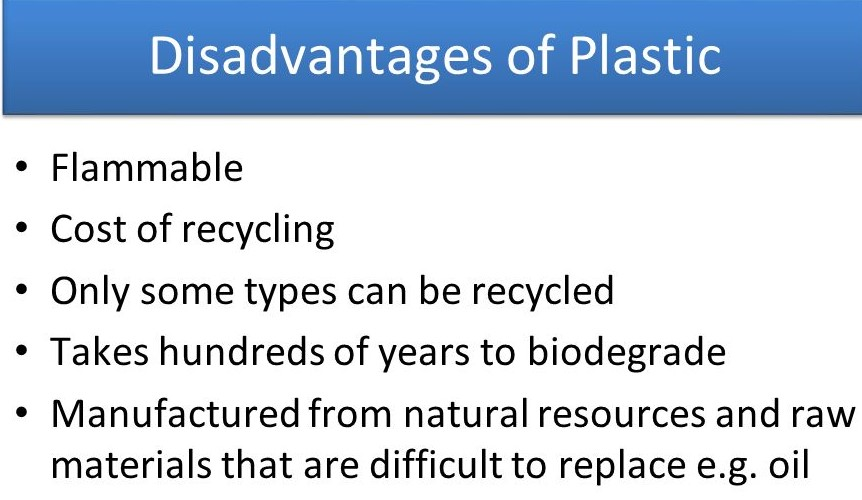 Disadvantages of Plastic
• Flammable
• Cost of recycling
• Only some types can be recycled
• Takes hundreds of years to biodegrade
• Manufactured from natural resources and raw
materials that are difficult to replace e.g. oil